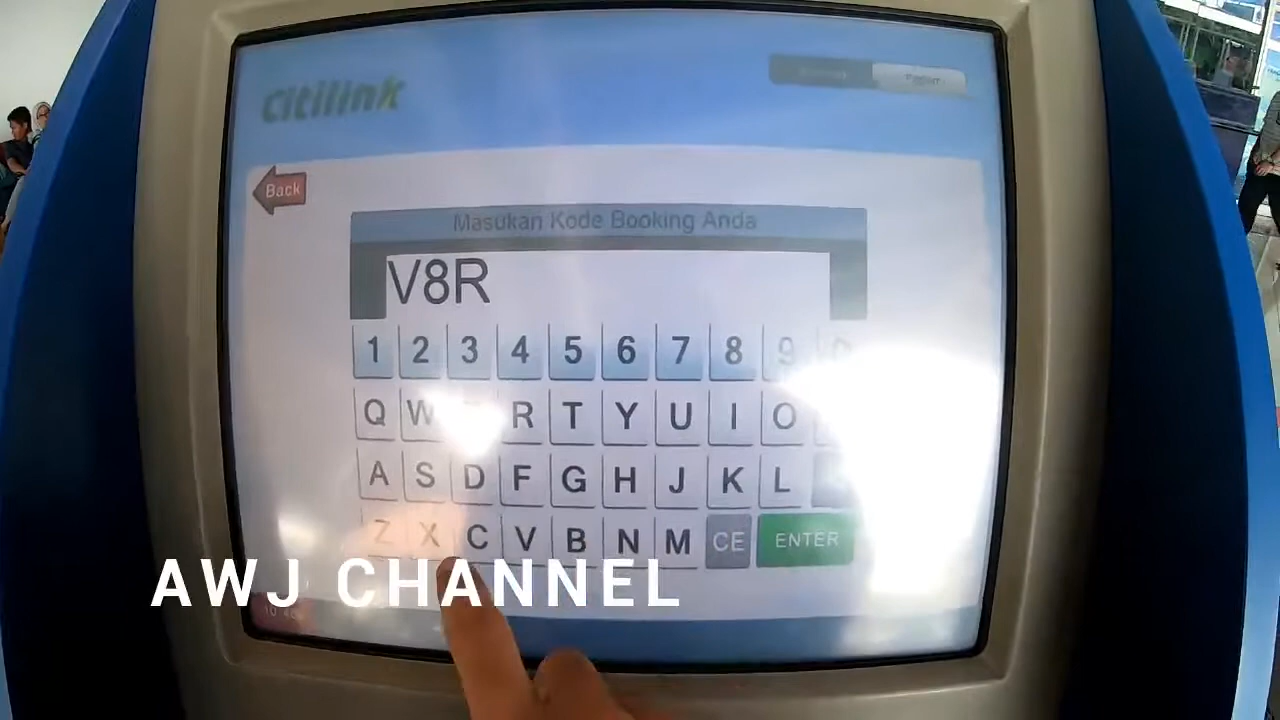 citilink
Back
Masukan Kode Booking Anda
V8R
1 2 3 4 5 6 7 8 9
Q W R T Y U I O
A S D F G H J K L
Z X C V B N M CE ENTER
AWJ CHANNEL